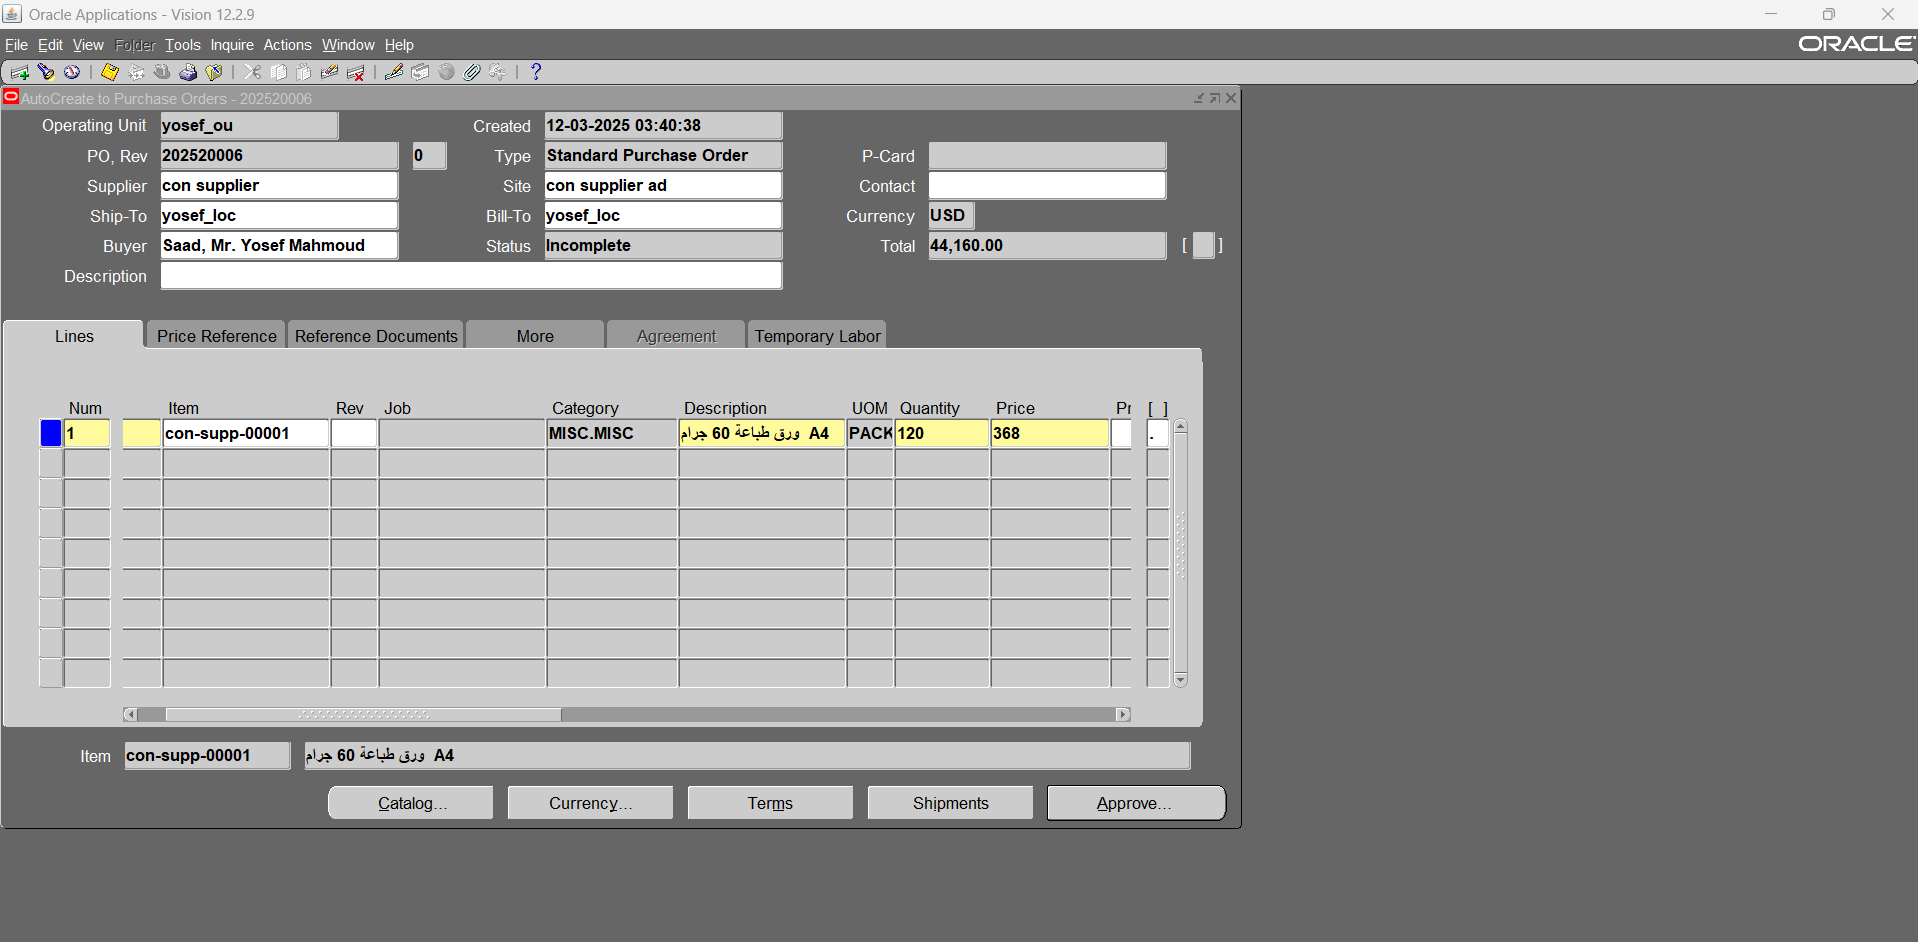 Oracle Applications - Vision 12.2.9
File Edit View Folder Tools Inquire Actions Window Help
ORACLE
AutoCreate to Purchase Orders - 202520006
Operating Unit yosef_ou Created 12-03-2025 03:40:38
PO, Rev 202520006 0 Type Standard Purchase Order P-Card
Supplier con supplier Site con supplier ad Contact
Ship-To yosef_loc Bill-To yosef_loc Currency USD
Buyer Saad, Mr. Yosef Mahmoud Status Incomplete Total 44,160.00 [ ]
Description
Lines Price Reference Reference Documents More Agreement Temporary Labor
Num Item Rev Job Category Description UOM Quantity Price Pr [ ]
1 con-supp-00001 MISC.MISC ورق طباعة 60 جرام A4 PACK 120 368 .
Item con-supp-00001 ورق طباعة 60 جرام A4
Catalog... Currency... Terms Shipments Approve...